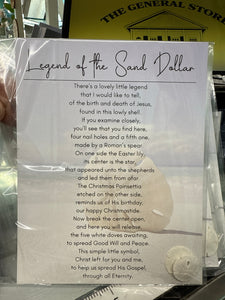 THE GENERAL STORE
Legend of the Sand Dollar
There's a lovely little legend
that I would like to tell,
of the birth and death of Jesus,
found in this lowly shell.
If you examine closely,
you'll see that you find here,
four nail holes and a fifth one,
made by a Roman's spear.
On one side the Easter lily,
its center is the star,
that appeared unto the shepherds
and led them from afar.
The Christmas Poinsettia
etched on the other side,
reminds us of His birthday,
our happy Christmastide.
Now break the center open,
and here you will release,
the five white doves awaiting,
to spread Good Will and Peace.
This simple little symbol,
Christ left for you and me,
to help us spread His Gospel,
through all Eternity.